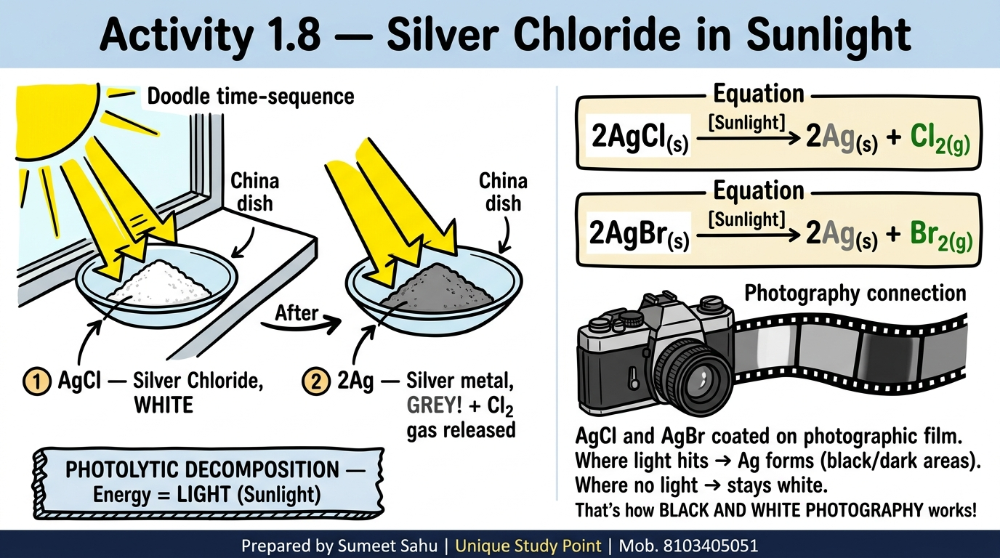 Activity 1.8 — Silver Chloride in Sunlight
Doodle time-sequence
China
dish
China
dish
After
1 AgCl — Silver Chloride,
WHITE
2 2Ag — Silver metal,
GREY! + Cl₂
gas released
PHOTOLYTIC DECOMPOSITION —
Energy = LIGHT (Sunlight)
Equation
2AgCl(s) [Sunlight] → 2Ag(s) + Cl₂(g)
Equation
2AgBr(s) [Sunlight] → 2Ag(s) + Br₂(g)
Photography connection
AgCl and AgBr coated on photographic film.
Where light hits → Ag forms (black/dark areas).
Where no light → stays white.
That's how BLACK AND WHITE PHOTOGRAPHY works!
Prepared by Sumeet Sahu | Unique Study Point | Mob. 8103405051